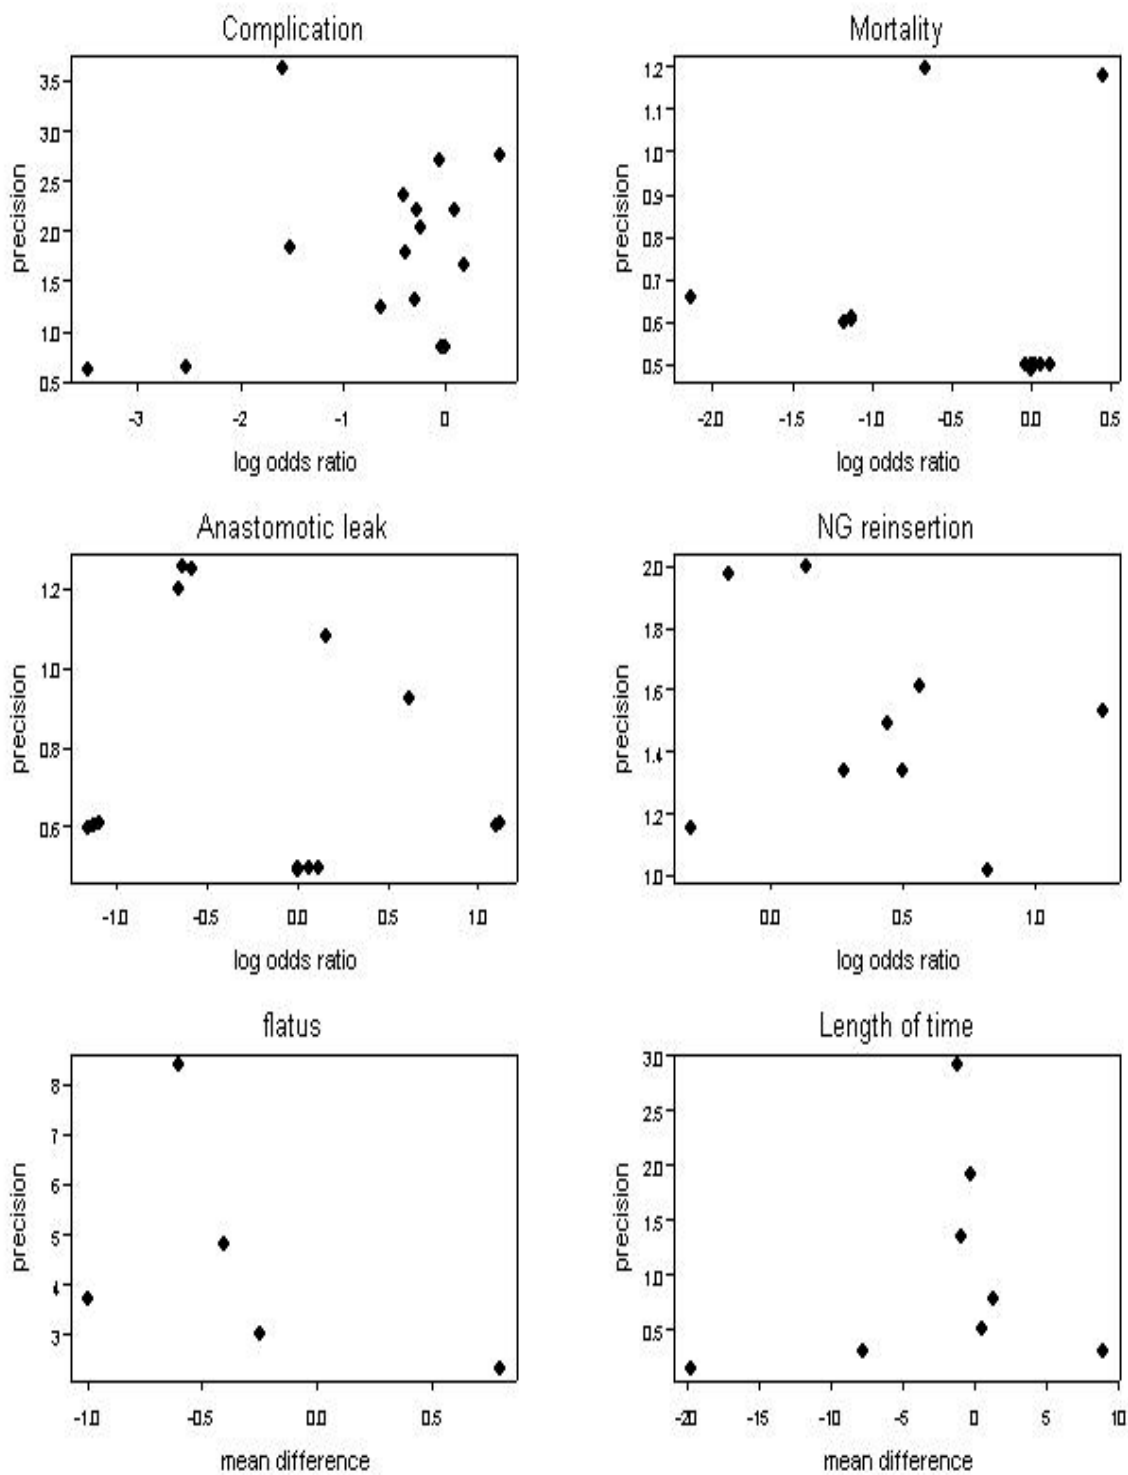 Complication
3.5
3.0
2.5
2.0
1.5
1.0
0.5
precision
-3 -2 -1 0
log odds ratio
Mortality
1.2
1.1
1.0
0.9
0.8
0.7
0.6
0.5
precision
-2.0 -1.5 -1.0 -0.5 0.0 0.5
log odds ratio
Anastomotic leak
1.2
1.0
0.8
0.6
precision
-1.0 -0.5 0.0 0.5 1.0
log odds ratio
NG reinsertion
2.0
1.8
1.6
1.4
1.2
1.0
precision
0.0 0.5 1.0
log odds ratio
flatus
8
7
6
5
4
3
precision
-1.0 -0.5 0.0 0.5
mean difference
Length of time
3.0
2.5
2.0
1.5
1.0
0.5
precision
-20 -15 -10 -5 0 5 10
mean difference